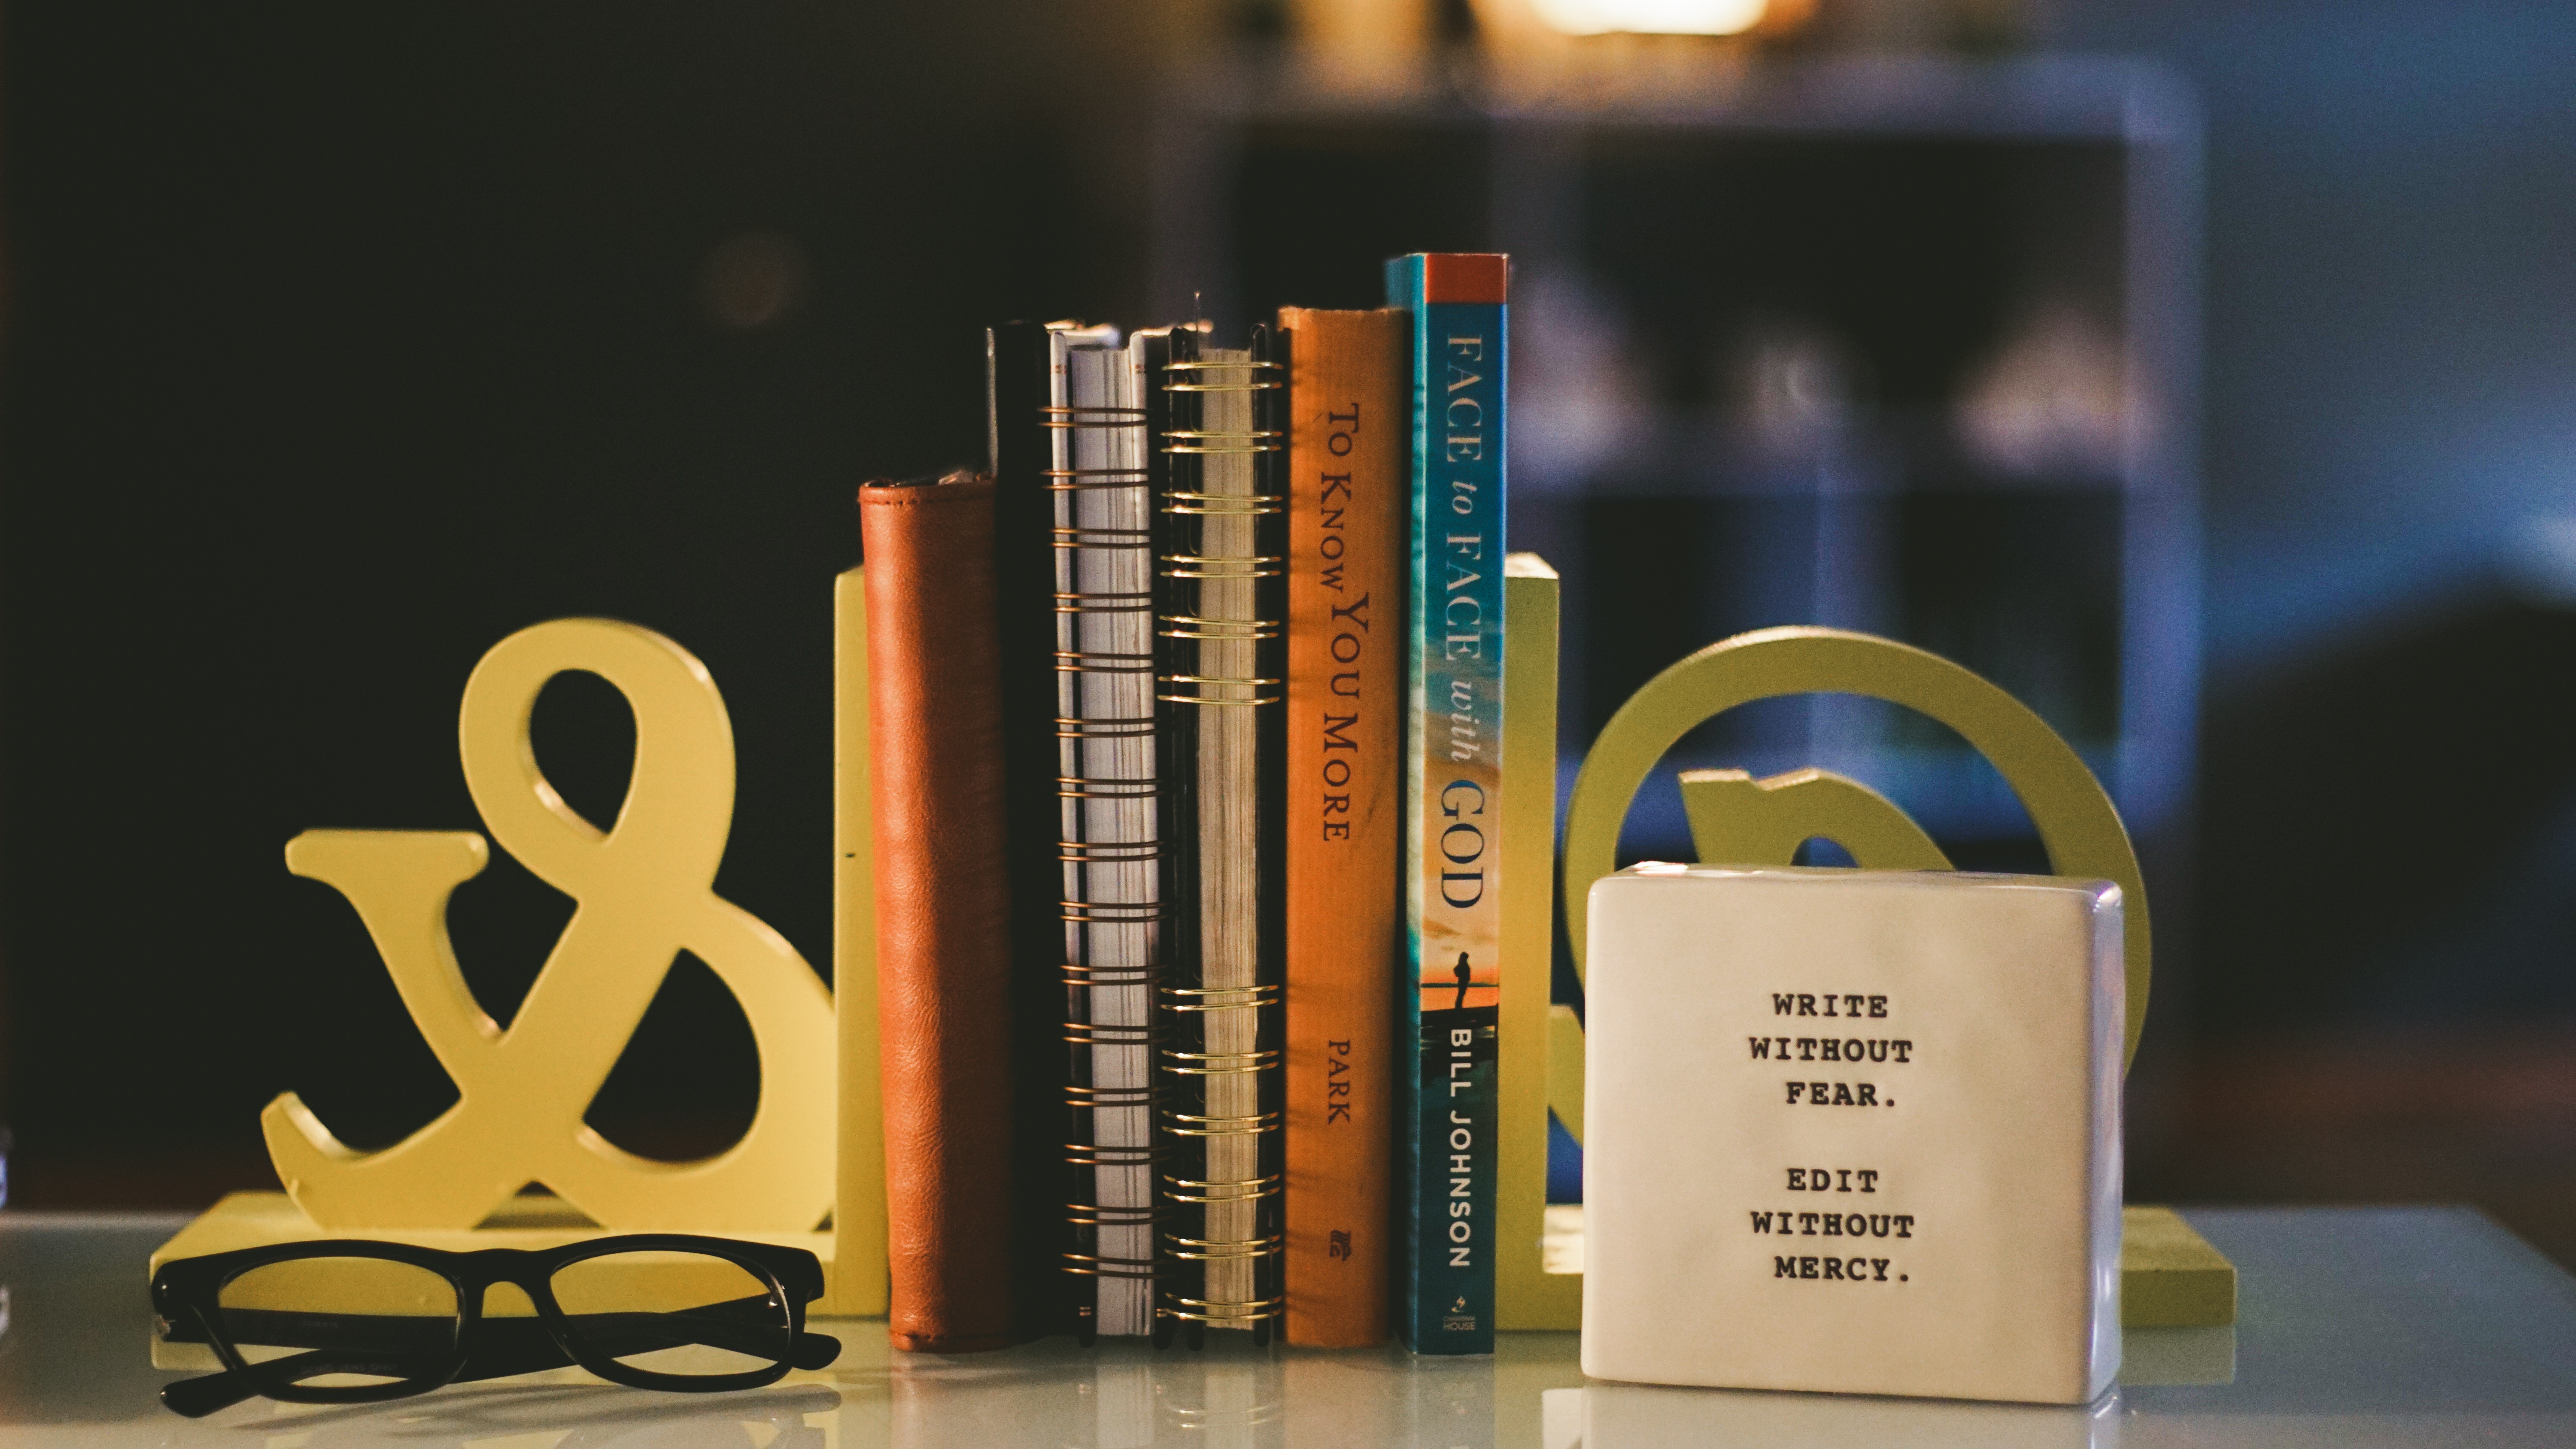 &
TO KNOW YOU MORE
PARK
FACE to FACE with GOD
BILL JOHNSON
HOUSE
@
WRITE
WITHOUT
FEAR.
EDIT
WITHOUT
MERCY.